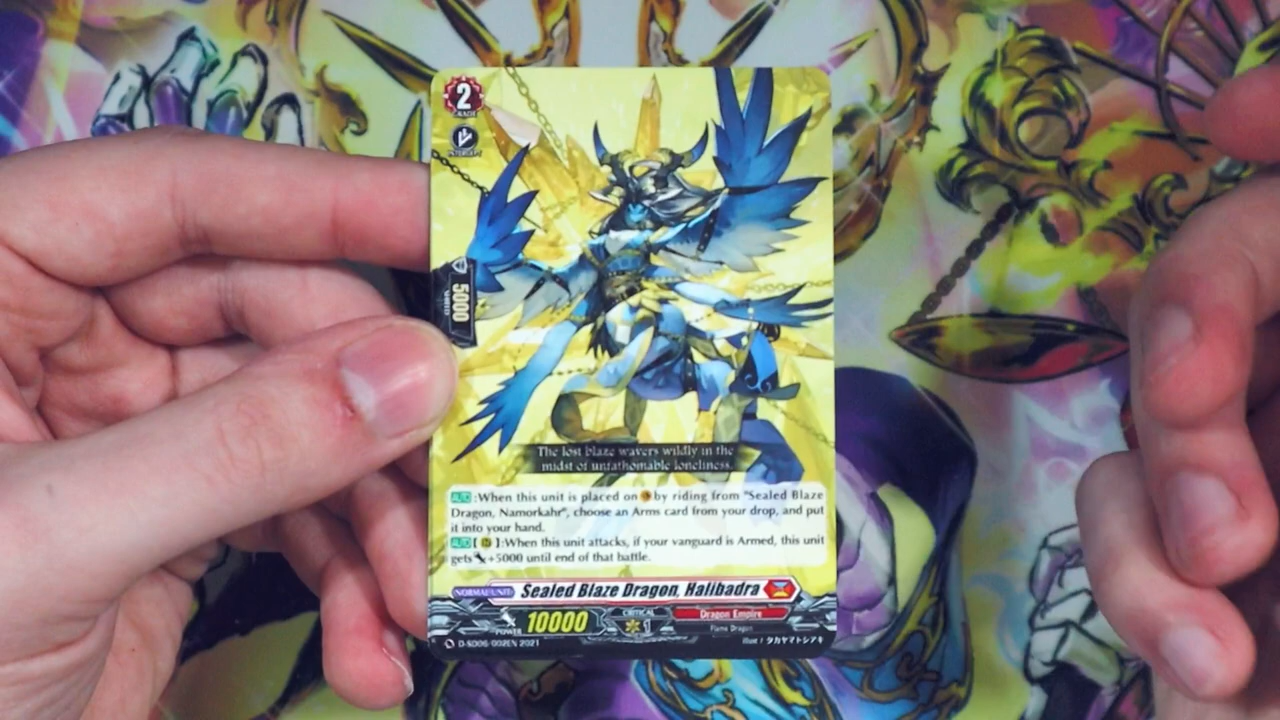 2
GRADE
INTERCEPT
5000
SHIELD
The lost blaze wavers wildly in the
midst of unfathomable loneliness.
AUTO:When this unit is placed on by riding from "Sealed Blaze
Dragon, Namorkahr", choose an Arms card from your drop, and put
it into your hand.
AUTO[ ]:When this unit attacks, if your vanguard is Armed, this unit
gets +5000 until end of that battle.
NORMAL UNIT Sealed Blaze Dragon, Halibadra
POWER 10000 CRITICAL 1 Dragon Empire
Flame Dragon
D-SD06-002EN 2021 illust / タカヤマトシアキ